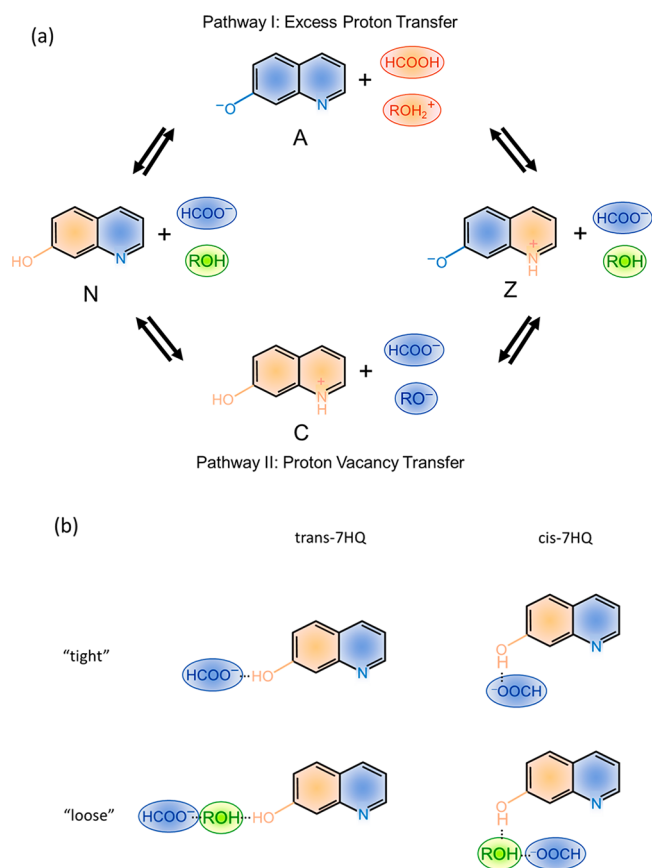 (a)
Pathway I: Excess Proton Transfer
⁻O
N
+
HCOOH
ROH₂⁺
A
HO
N
+
HCOO⁻
ROH
N
⁻O
N⁺
H
+
HCOO⁻
ROH
Z
HO
N⁺
H
+
HCOO⁻
RO⁻
C
Pathway II: Proton Vacancy Transfer
(b)
trans-7HQ
cis-7HQ
“tight”
HCOO⁻
HO
N
O
H
N
⁻OOCH
“loose”
HCOO⁻
ROH
HO
N
O
H
N
ROH
⁻OOCH